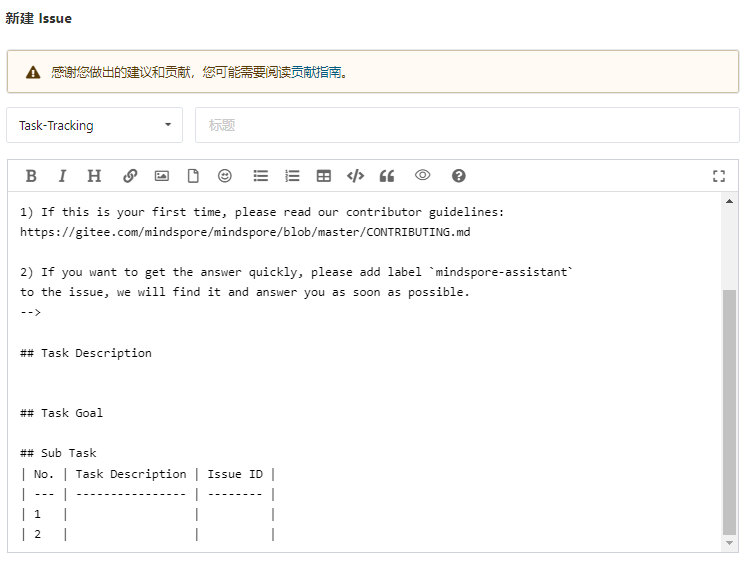 新建 Issue
感谢您做出的建议和贡献，您可能需要阅读贡献指南。
Task-Tracking
标题
B I H
1) If this is your first time, please read our contributor guidelines:
https://gitee.com/mindspore/mindspore/blob/master/CONTRIBUTING.md
2) If you want to get the answer quickly, please add label `mindspore-assistant`
to the issue, we will find it and answer you as soon as possible.
-->
## Task Description
## Task Goal
## Sub Task
| No. | Task Description | Issue ID |
| --- | ---------------- | -------- |
| 1   |                  |          |
| 2   |                  |          |